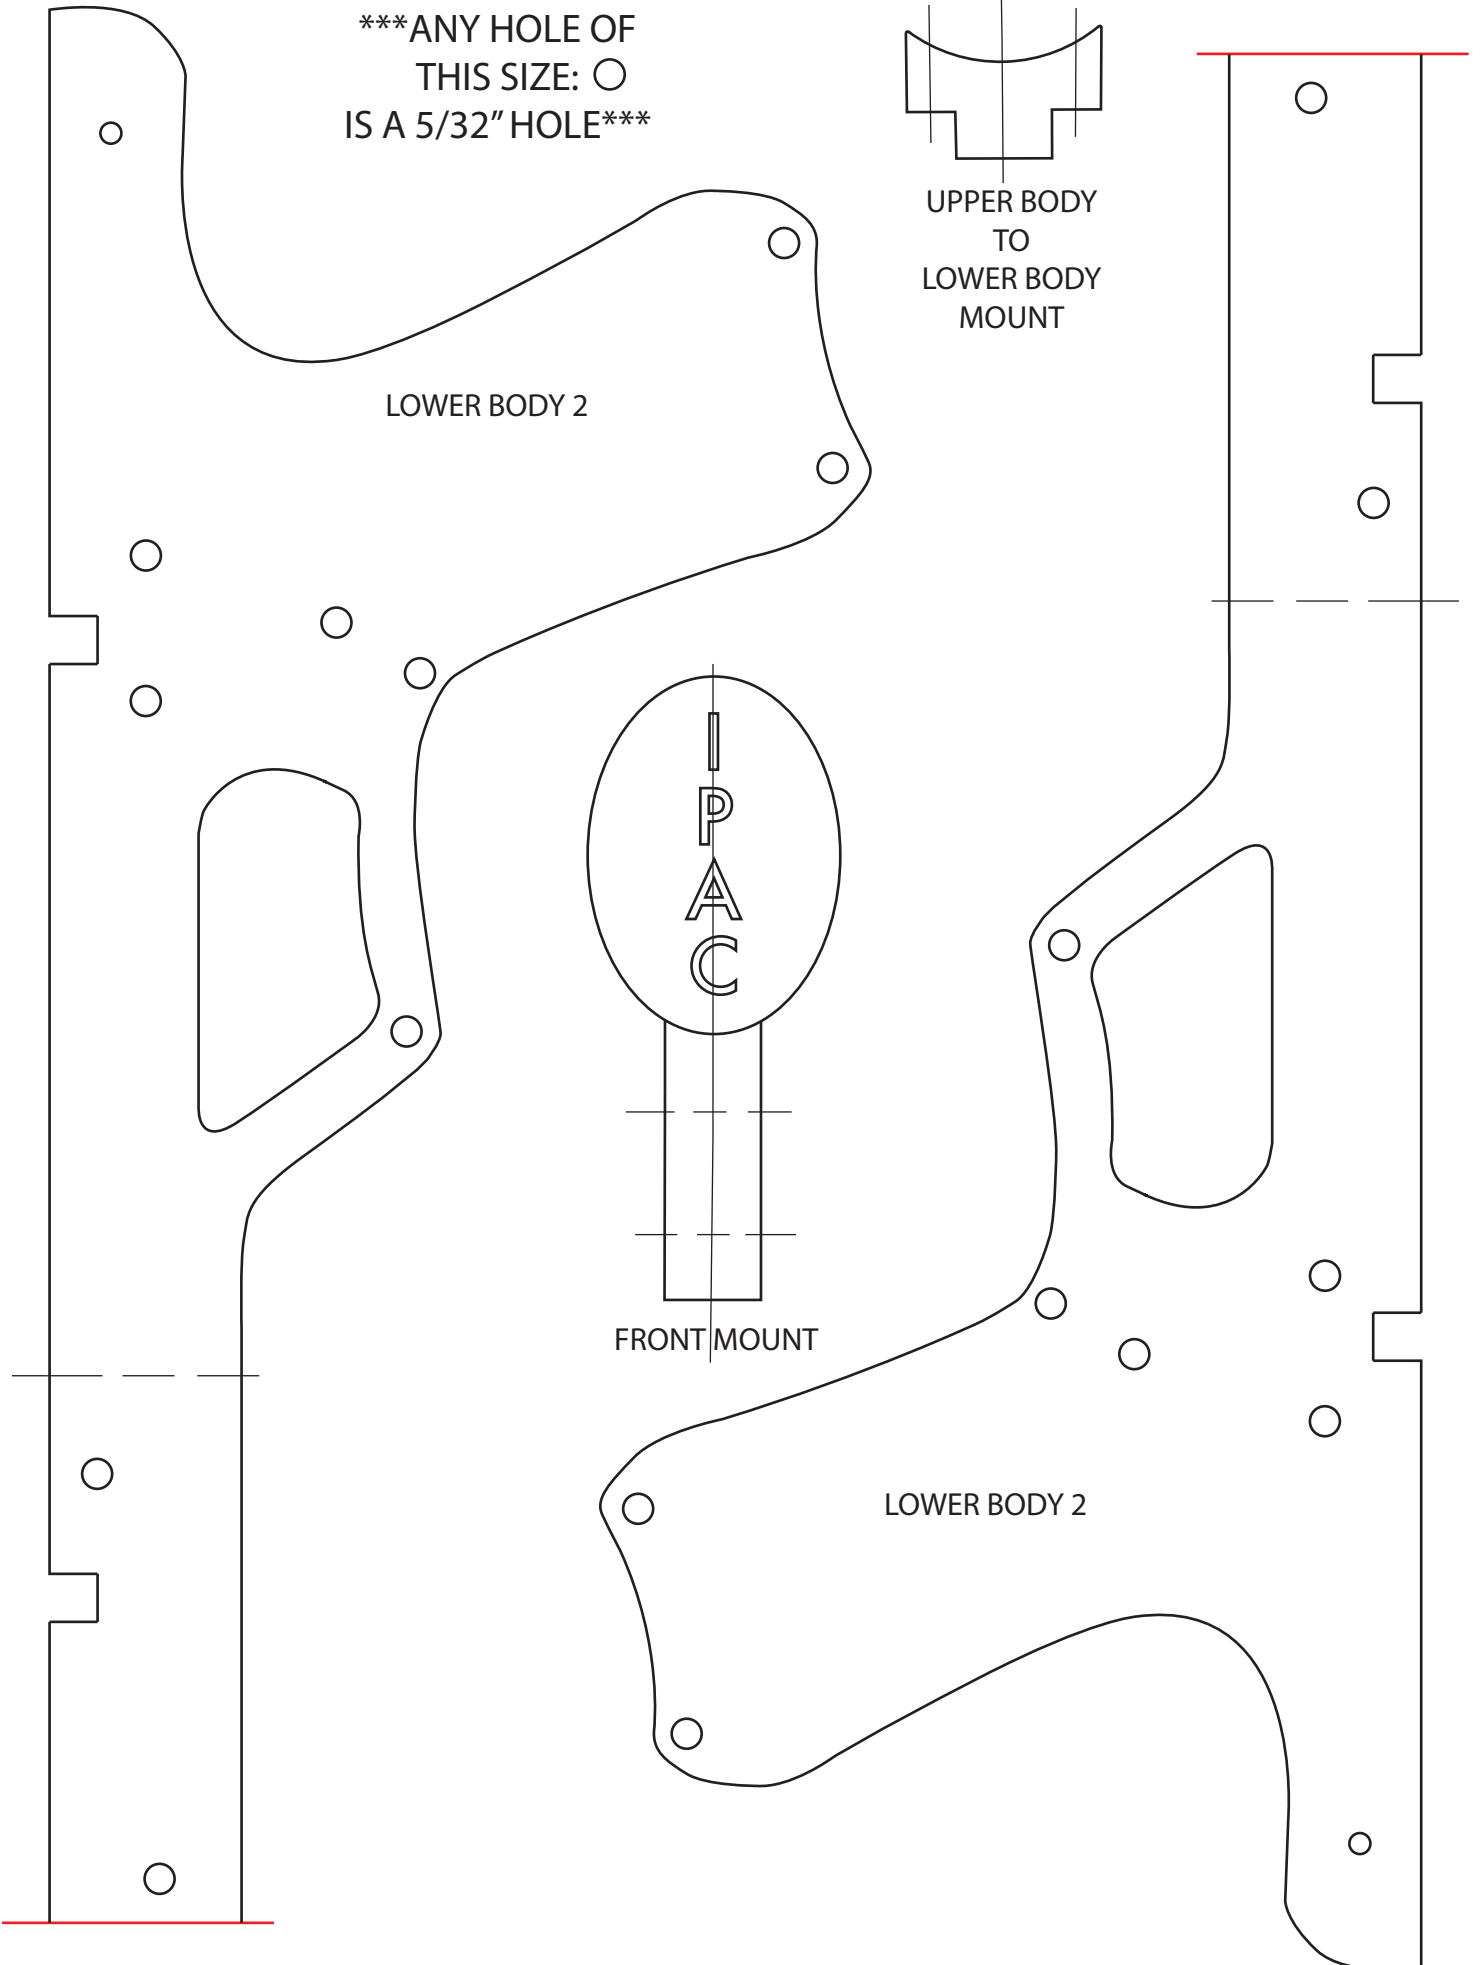 ***ANY HOLE OF
THIS SIZE:
IS A 5/32" HOLE***
UPPER BODY
TO
LOWER BODY
MOUNT
LOWER BODY 2
I
P
A
C
FRONT MOUNT
LOWER BODY 2